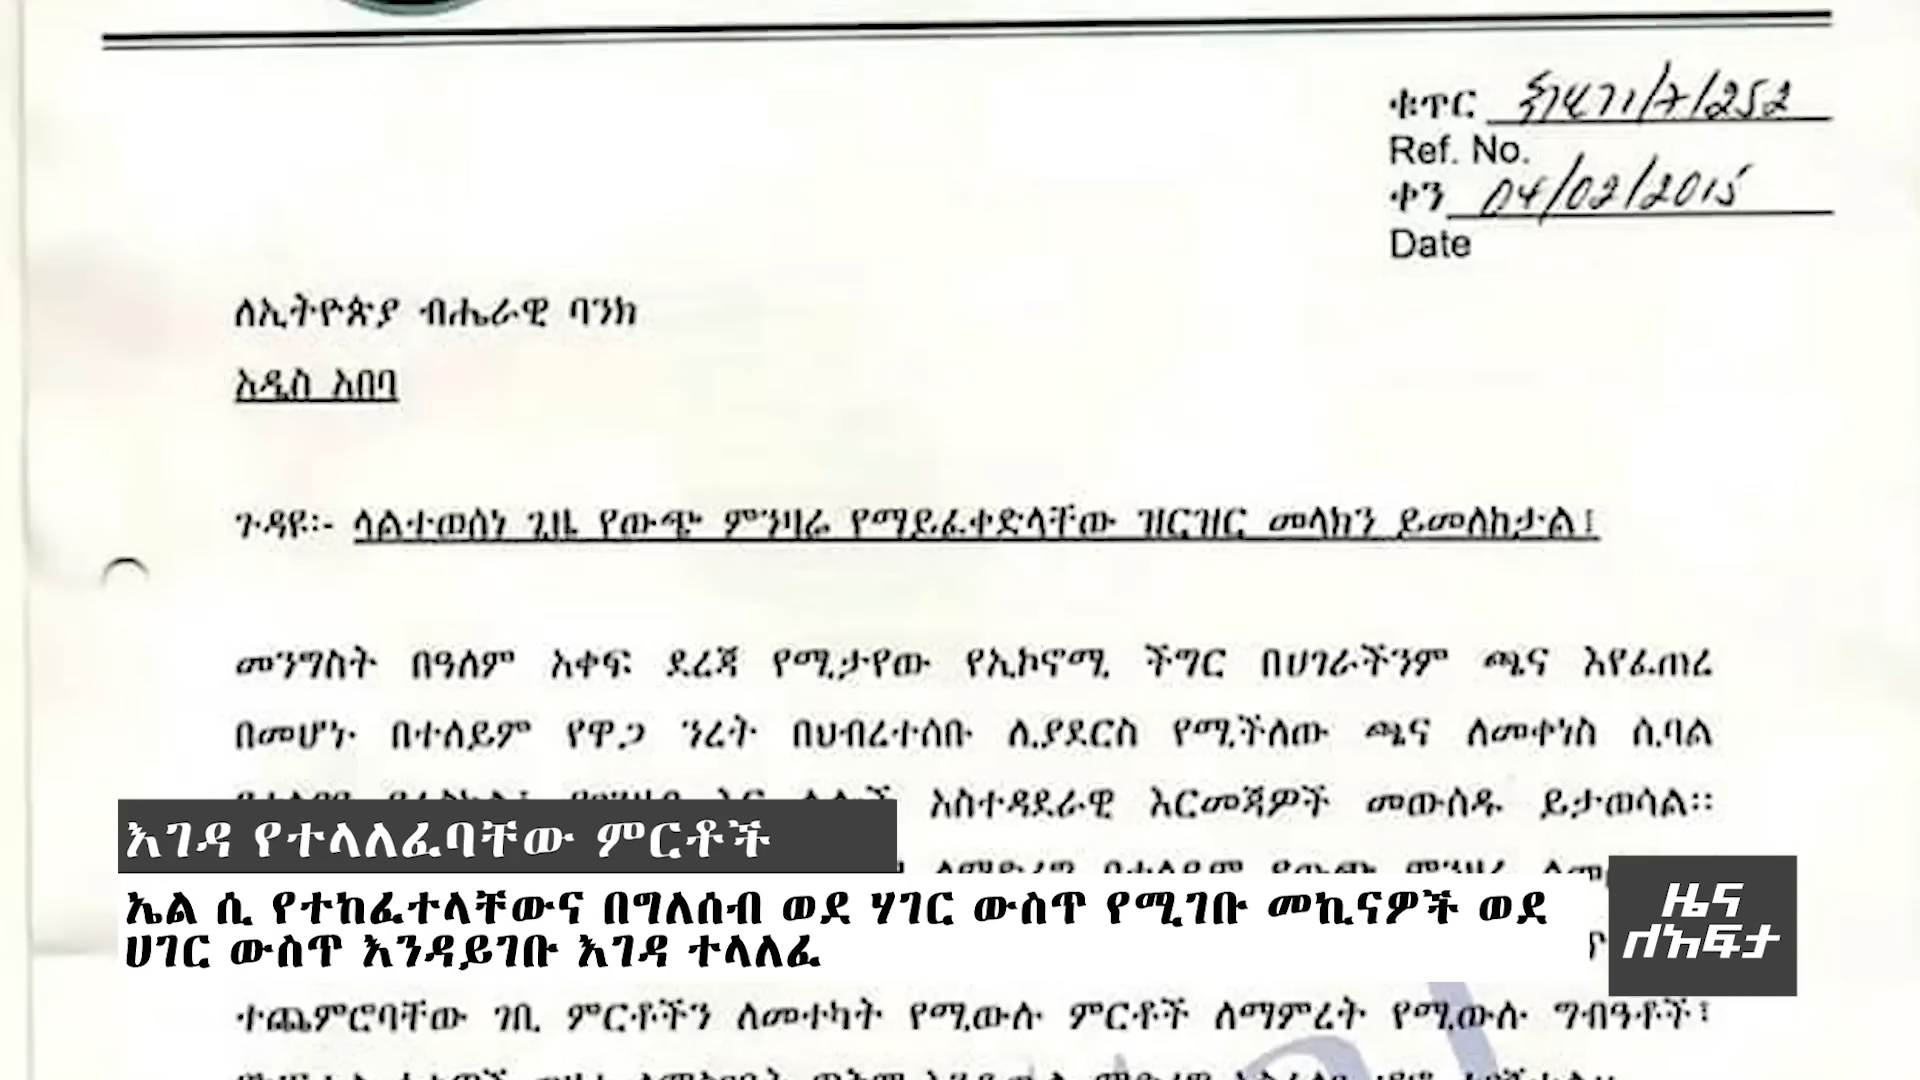 ቁጥር
Ref. No.
ቀን 04/02/2015
Date
ለኢትዮጵያ ብሔራዊ ባንክ
አዲስ አበባ
ጉዳዩ፡- ላልተወሰነ ጊዜ የውጭ ምንዛሬ የማይፈቀድላቸው ዝርዝር መላክን ይመለከታል፤
መንግስት በዓለም አቀፍ ደረጃ የሚታየው የኢኮኖሚ ችግር በሀገራችንም ጫና እየፈጠረ
በመሆኑ በተለይም የዋጋ ንረት በህብረተሰቡ ሊያደርስ የሚችለው ጫና ለመቀነስ ሲባል
አስተዳደራዊ እርመጃዎች መውሰዱ ይታወሳል።
እገዳ የተላለፈባቸው ምርቶች
ኤል ሲ የተከፈተላቸውና በግለሰብ ወደ ሃገር ውስጥ የሚገቡ መኪናዎች ወደ
ሀገር ውስጥ እንዳይገቡ እገዳ ተላለፈ
ዜና
ለአፍታ
ተጨምሮባቸው ገቢ ምርቶችን ለመተካት የሚውሉ ምርቶች ለማምረት የሚውሉ ግብዓቶች፣